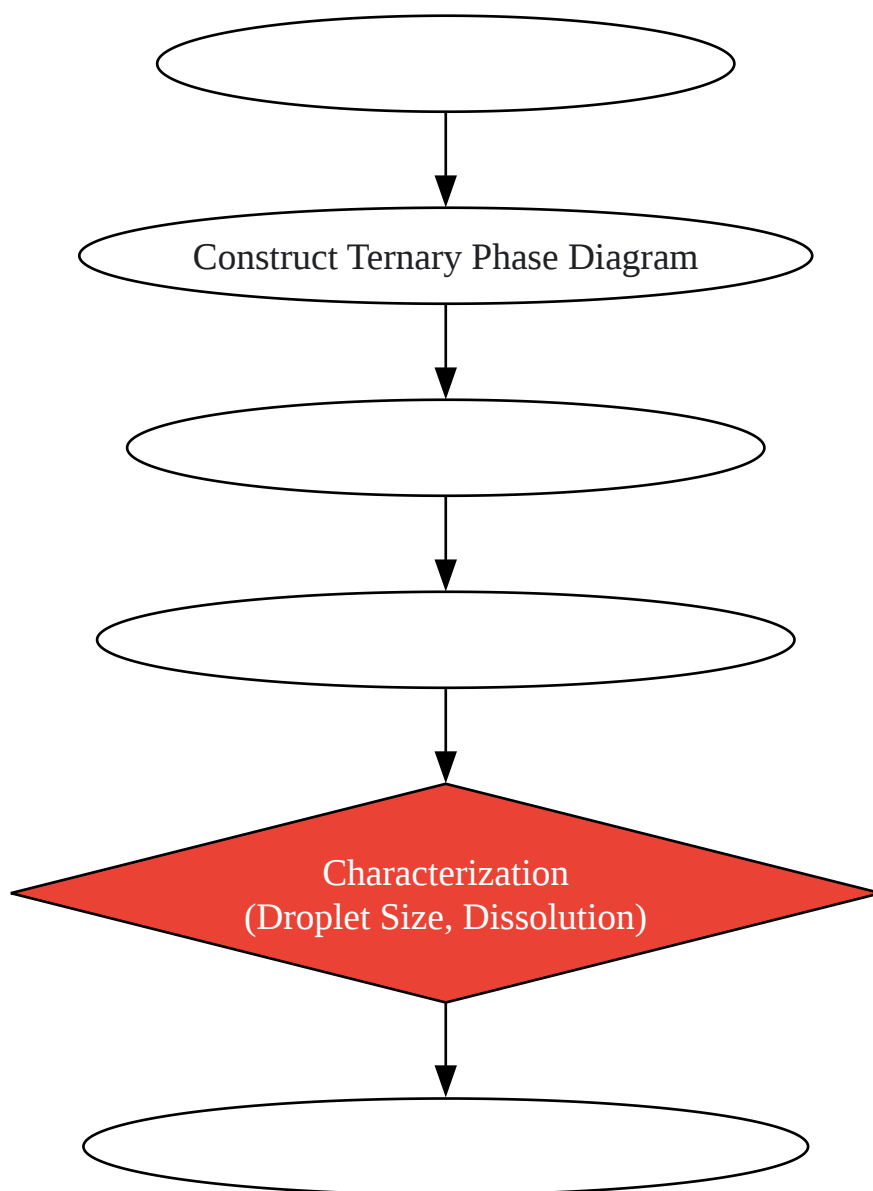 Construct Ternary Phase Diagram
Characterization
(Droplet Size, Dissolution)